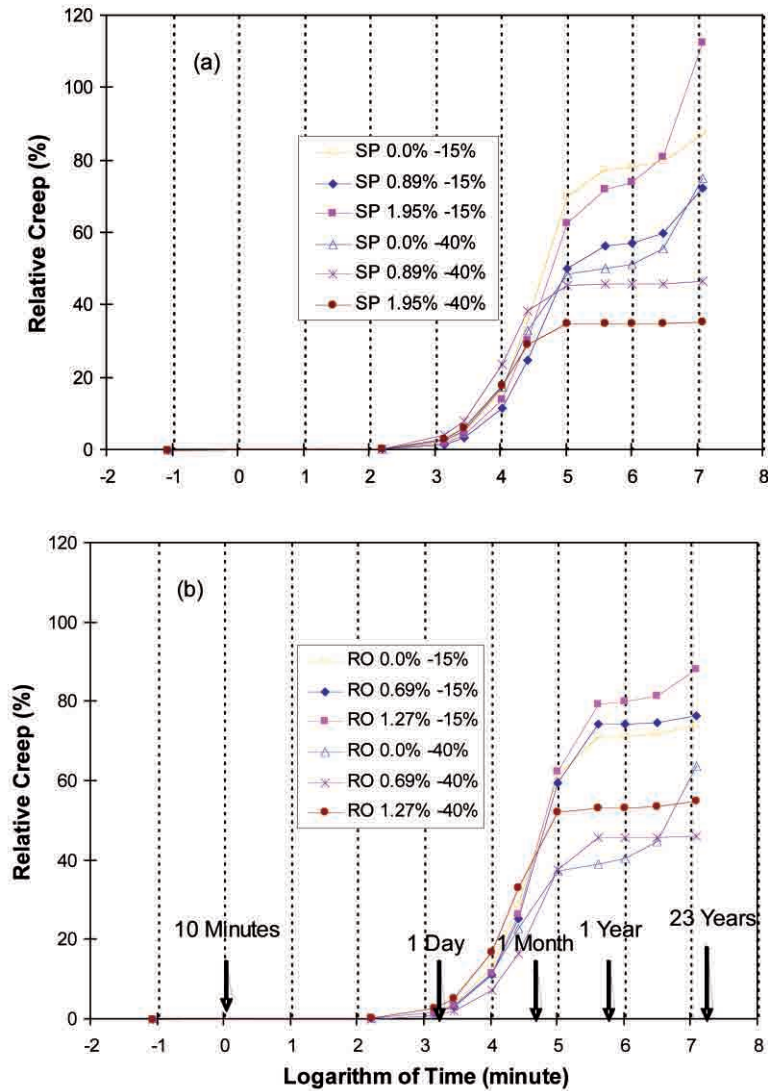 (a)
120
100
80
60
40
20
0
Relative Creep (%)
SP 0.0% -15%
SP 0.89% -15%
SP 1.95% -15%
SP 0.0% -40%
SP 0.89% -40%
SP 1.95% -40%
-2 -1 0 1 2 3 4 5 6 7 8
(b)
120
100
80
60
40
20
0
Relative Creep (%)
RO 0.0% -15%
RO 0.69% -15%
RO 1.27% -15%
RO 0.0% -40%
RO 0.69% -40%
RO 1.27% -40%
10 Minutes
1 Day
1 Month
1 Year
23 Years
-2 -1 0 1 2 3 4 5 6 7 8
Logarithm of Time (minute)